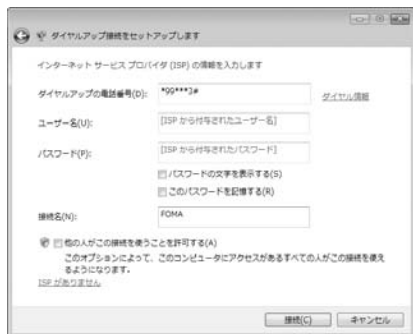 ダイヤルアップ接続をセットアップします
インターネット サービス プロバイダ (ISP) の情報を入力します
ダイヤルアップの電話番号(D): *99***3# ダイヤル情報
ユーザー名(U): [ISP から付与されたユーザー名]
パスワード(P): [ISP から付与されたパスワード]
パスワードの文字を表示する(S)
このパスワードを記憶する(R)
接続名(N): FOMA
他の人がこの接続を使うことを許可する(A)
このオプションによって、このコンピュータにアクセスがあるすべての人がこの接続を使え
るようになります。
ISP がありません
接続(C) キャンセル